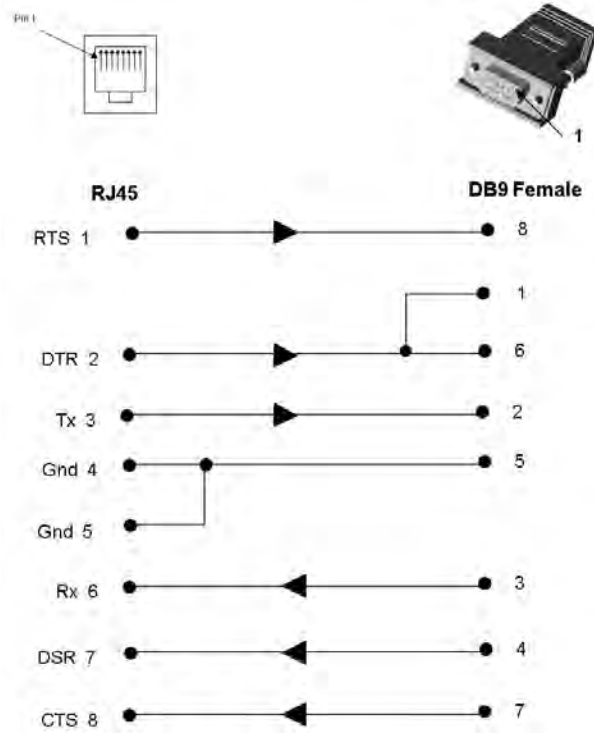 PIN 1
1
RJ45 DB9 Female
RTS 1 8
1
DTR 2 6
Tx 3 2
Gnd 4 5
Gnd 5
Rx 6 3
DSR 7 4
CTS 8 7